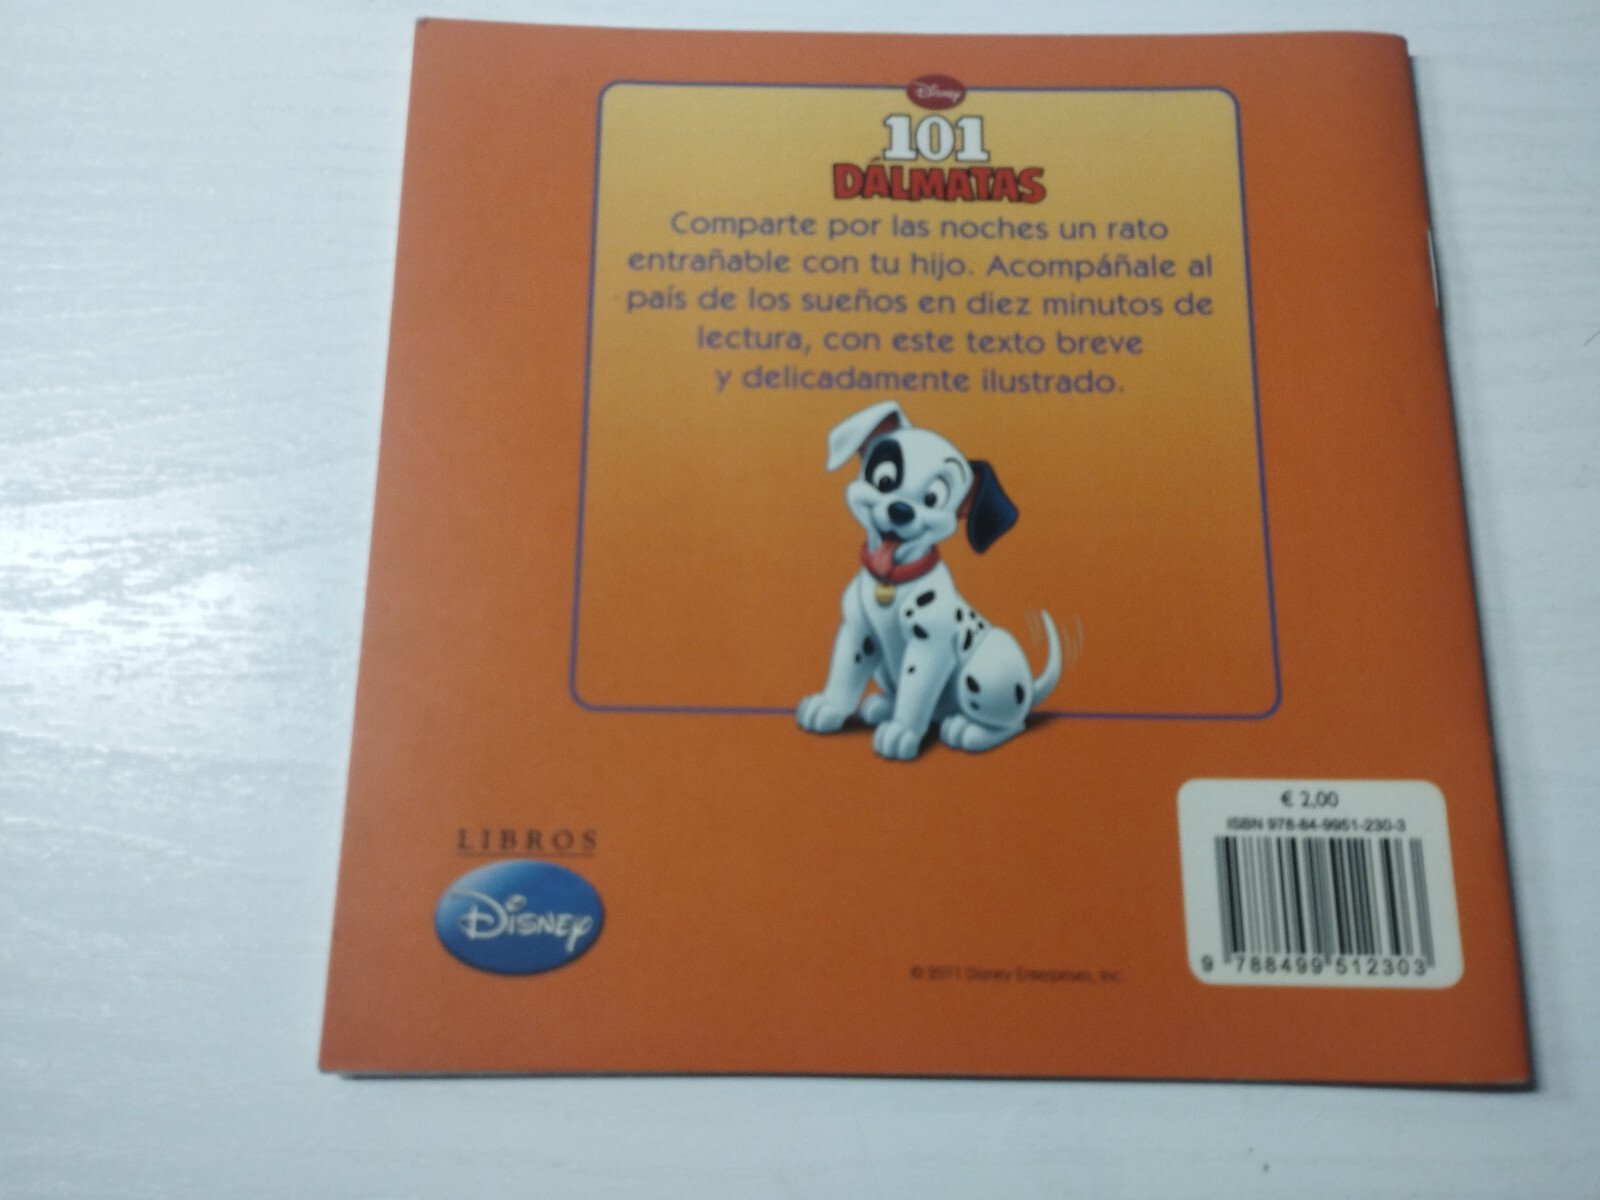 Disney
101
DÁLMATAS
Comparte por las noches un rato
entrañable con tu hijo. Acompáñale al
país de los sueños en diez minutos de
lectura, con este texto breve
y delicadamente ilustrado.
€ 2,00
ISBN 978-84-9951-230-3
9 788499 512303
LIBROS
Disney
© 2011 Disney Enterprises, Inc.